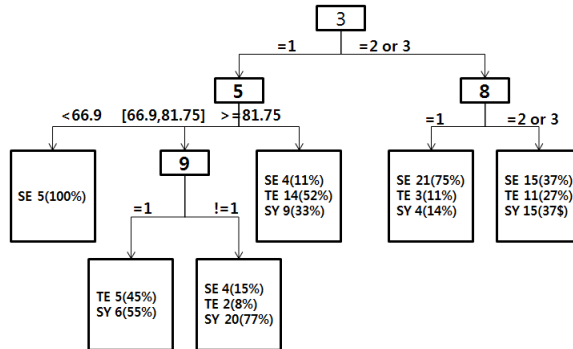 3
=1
=2 or 3
5
8
<66.9
[66.9,81.75]
>=81.75
=1
=2 or 3
SE 5(100%)
9
SE 4(11%)
TE 14(52%)
SY 9(33%)
SE 21(75%)
TE 3(11%)
SY 4(14%)
SE 15(37%)
TE 11(27%)
SY 15(37$)
=1
!=1
TE 5(45%)
SY 6(55%)
SE 4(15%)
TE 2(8%)
SY 20(77%)